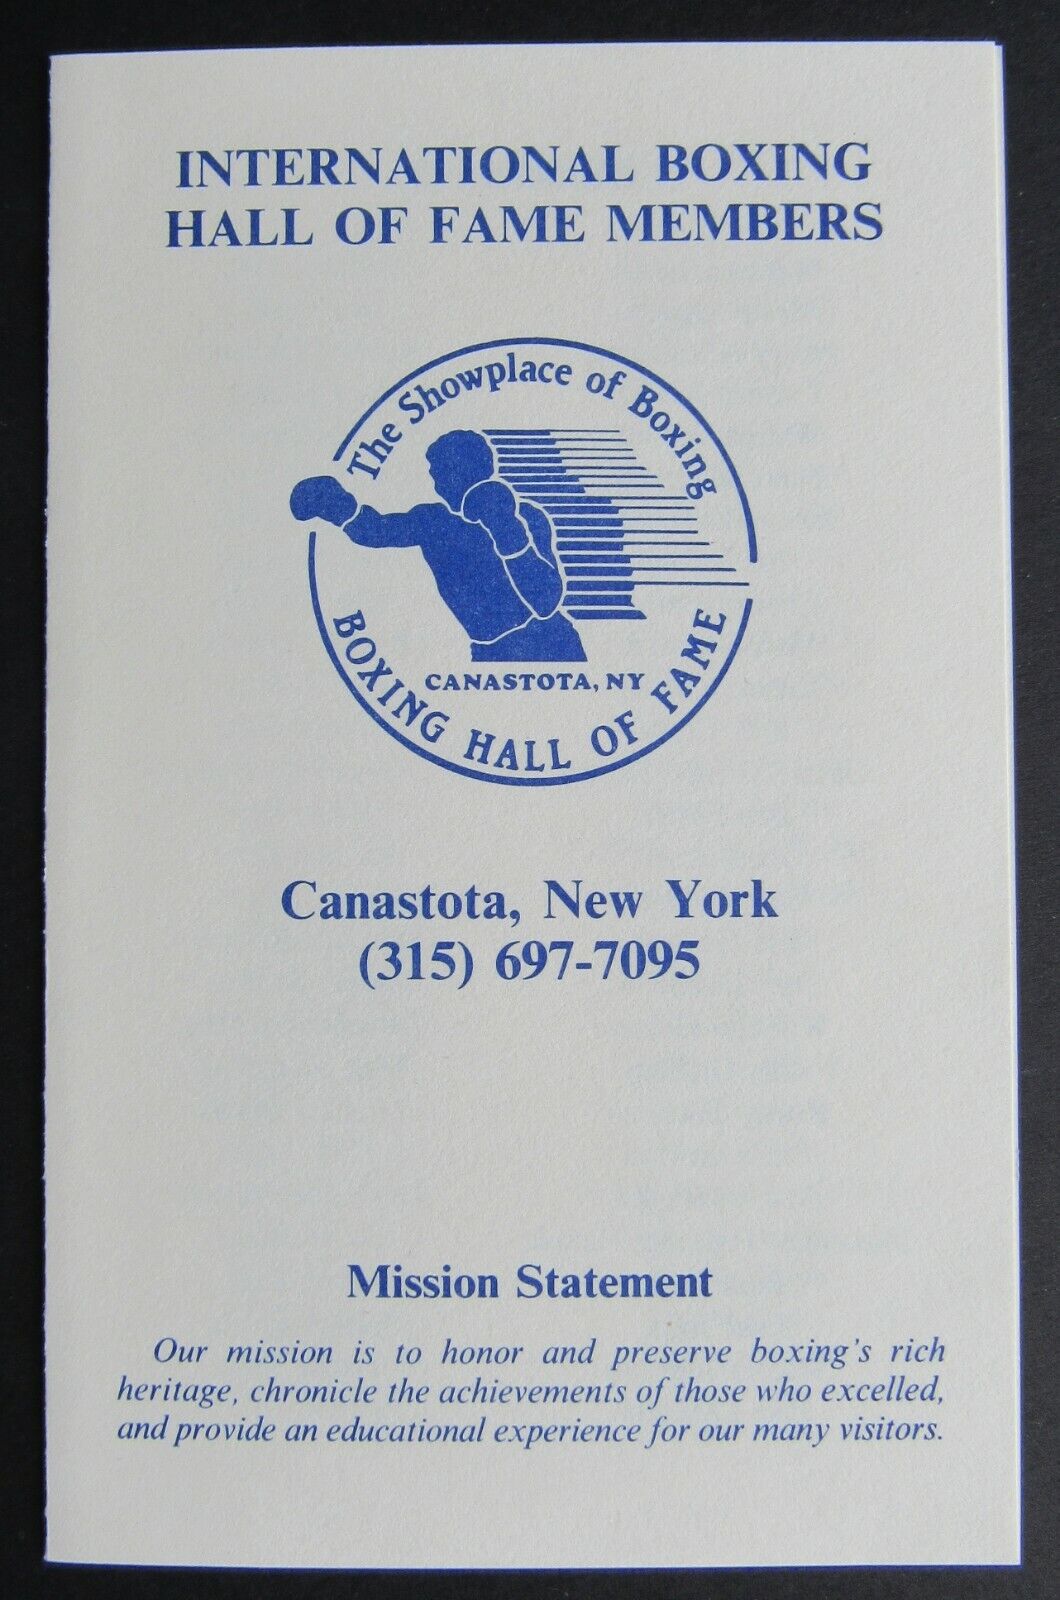 INTERNATIONAL BOXING
HALL OF FAME MEMBERS
The Showplace of Boxing
CANASTOTA, NY
BOXING HALL OF FAME
Canastota, New York
(315) 697-7095
Mission Statement
Our mission is to honor and preserve boxing's rich
heritage, chronicle the achievements of those who excelled,
and provide an educational experience for our many visitors.